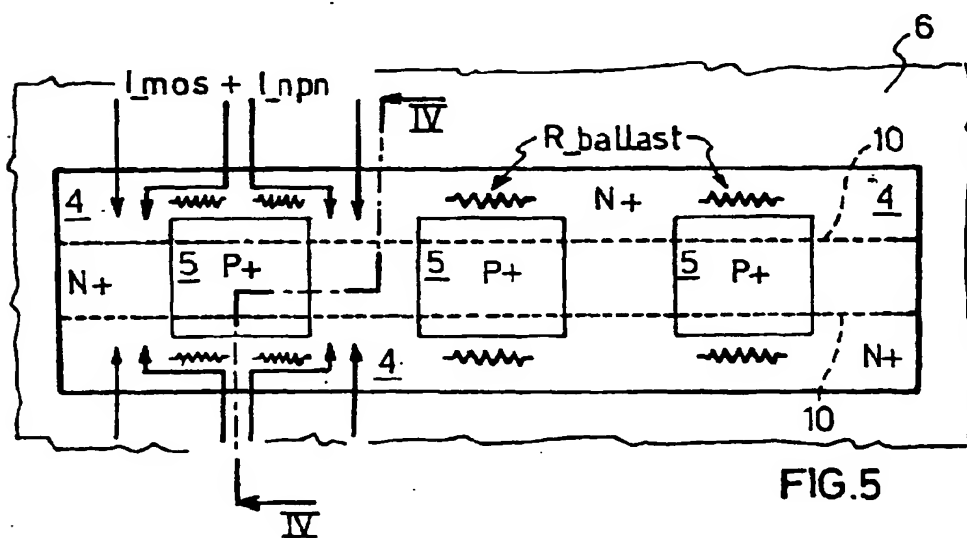 6
I_mos + I_npn
IV
R_ballast
10
4
N+
4
5 P+
5 P+
5 P+
N+
4
N+
10
IV
FIG.5